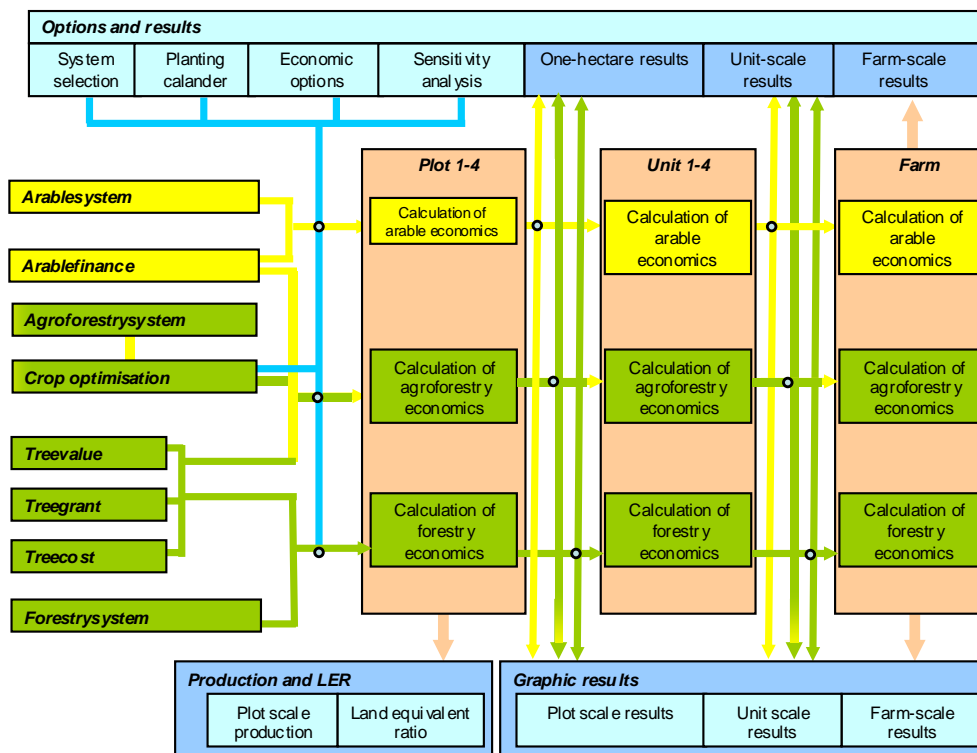 Options and results
System
selection
Planting
calander
Economic
options
Sensitivity
analysis
One-hectare results
Unit-scale
results
Farm-scale
results
Plot 1-4
Unit 1-4
Farm
Arablesystem
Arablefinance
Agroforestrysystem
Crop optimisation
Treevalue
Treegrant
Treecost
Forestrysystem
Calculation of
arable economics
Calculation of
arable
economics
Calculation of
arable
economics
Calculation of
agroforestry
economics
Calculation of
agroforestry
economics
Calculation of
agroforestry
economics
Calculation of
forestry
economics
Calculation of
forestry
economics
Calculation of
forestry
economics
Production and LER
Plot scale
production
Land equivalent
ratio
Graphic results
Plot scale results
Unit scale
results
Farm-scale
results